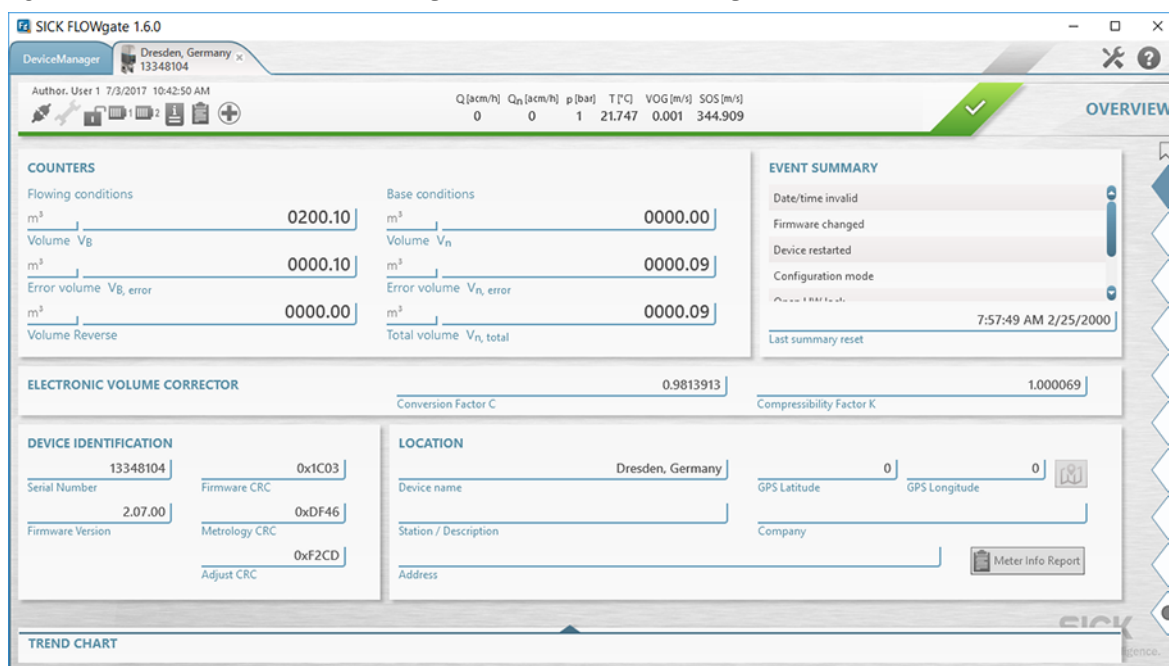 SICK FLOWgate 1.6.0
DeviceManager
Dresden, Germany
13348104
Author. User 1 7/3/2017 10:42:50 AM
1 2
Q [acm/h] Qn [acm/h] p [bar] T [°C] VOG [m/s] SOS [m/s]
0 0 1 21.747 0.001 344.909
OVERVIEW
COUNTERS
Flowing conditions
m³ 0200.10
Volume VB
m³ 0000.10
Error volume VB, error
m³ 0000.00
Volume Reverse
Base conditions
m³ 0000.00
Volume Vn
m³ 0000.09
Error volume Vn, error
m³ 0000.09
Total volume Vn, total
EVENT SUMMARY
Date/time invalid
Firmware changed
Device restarted
Configuration mode
7:57:49 AM 2/25/2000
Last summary reset
ELECTRONIC VOLUME CORRECTOR
0.9813913
Conversion Factor C
1.000069
Compressibility Factor K
DEVICE IDENTIFICATION
13348104
Serial Number
0x1C03
Firmware CRC
2.07.00
Firmware Version
0xDF46
Metrology CRC
0xF2CD
Adjust CRC
LOCATION
Dresden, Germany
Device name
0
GPS Latitude
0
GPS Longitude
Station / Description
Company
Address
Meter Info Report
SICK
TREND CHART